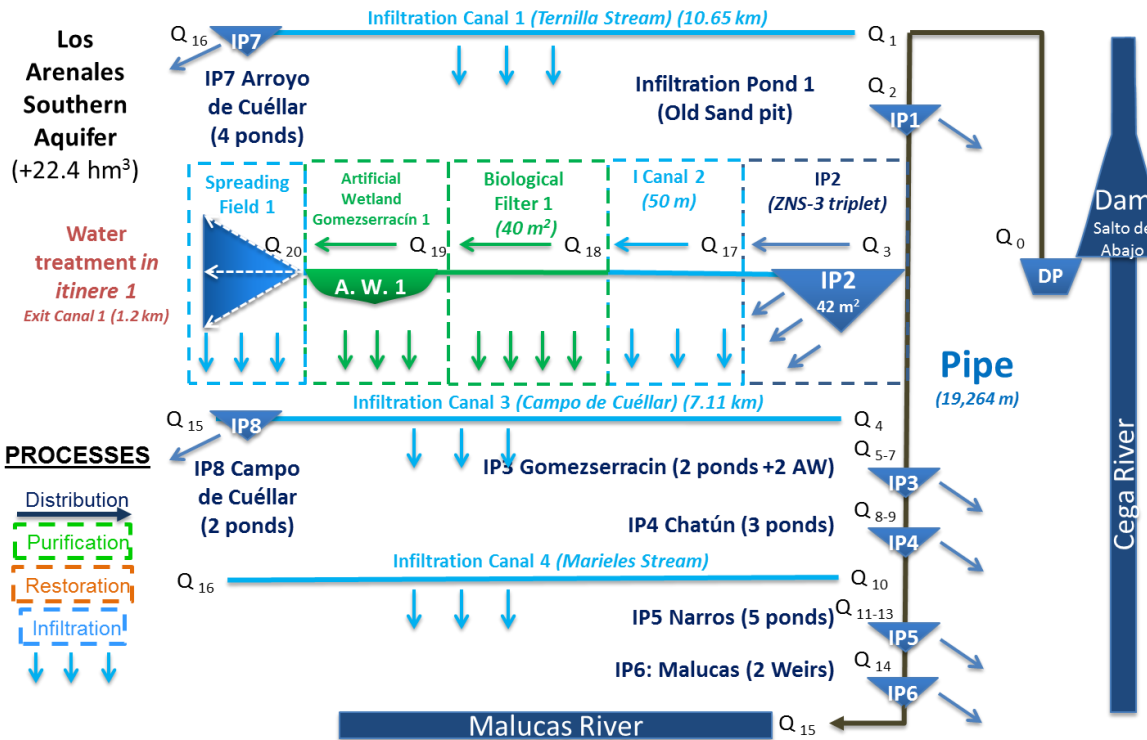 Los
Arenales
Southern
Aquifer
(+22.4 hm³)
Infiltration Canal 1 (Ternilla Stream) (10.65 km)
Q 16
IP7
Q 1
IP7 Arroyo
de Cuéllar
(4 ponds)
Infiltration Pond 1
(Old Sand pit)
Q 2
IP1
Water
treatment in
itinere 1
Exit Canal 1 (1.2 km)
Spreading
Field 1
Artificial
Wetland
Gomezserracín 1
Biological
Filter 1
(40 m²)
I Canal 2
(50 m)
IP2
(ZNS-3 triplet)
Q 20
Q 19
Q 18
Q 17
Q 3
A. W. 1
IP2
42 m²
Q 0
DP
Dam
Salto de
Abajo
Cega River
Pipe
(19,264 m)
Infiltration Canal 3 (Campo de Cuéllar) (7.11 km)
Q 15
IP8
Q 4
IP8 Campo
de Cuéllar
(2 ponds)
Q 5-7
IP3 Gomezserracin (2 ponds +2 AW)
IP3
Q 8-9
IP4 Chatún (3 ponds)
IP4
Infiltration Canal 4 (Marieles Stream)
Q 16
Q 10
Q 11-13
IP5 Narros (5 ponds)
IP5
Q 14
IP6: Malucas (2 Weirs)
IP6
Malucas River
Q 15
PROCESSES
Distribution
Purification
Restoration
Infiltration